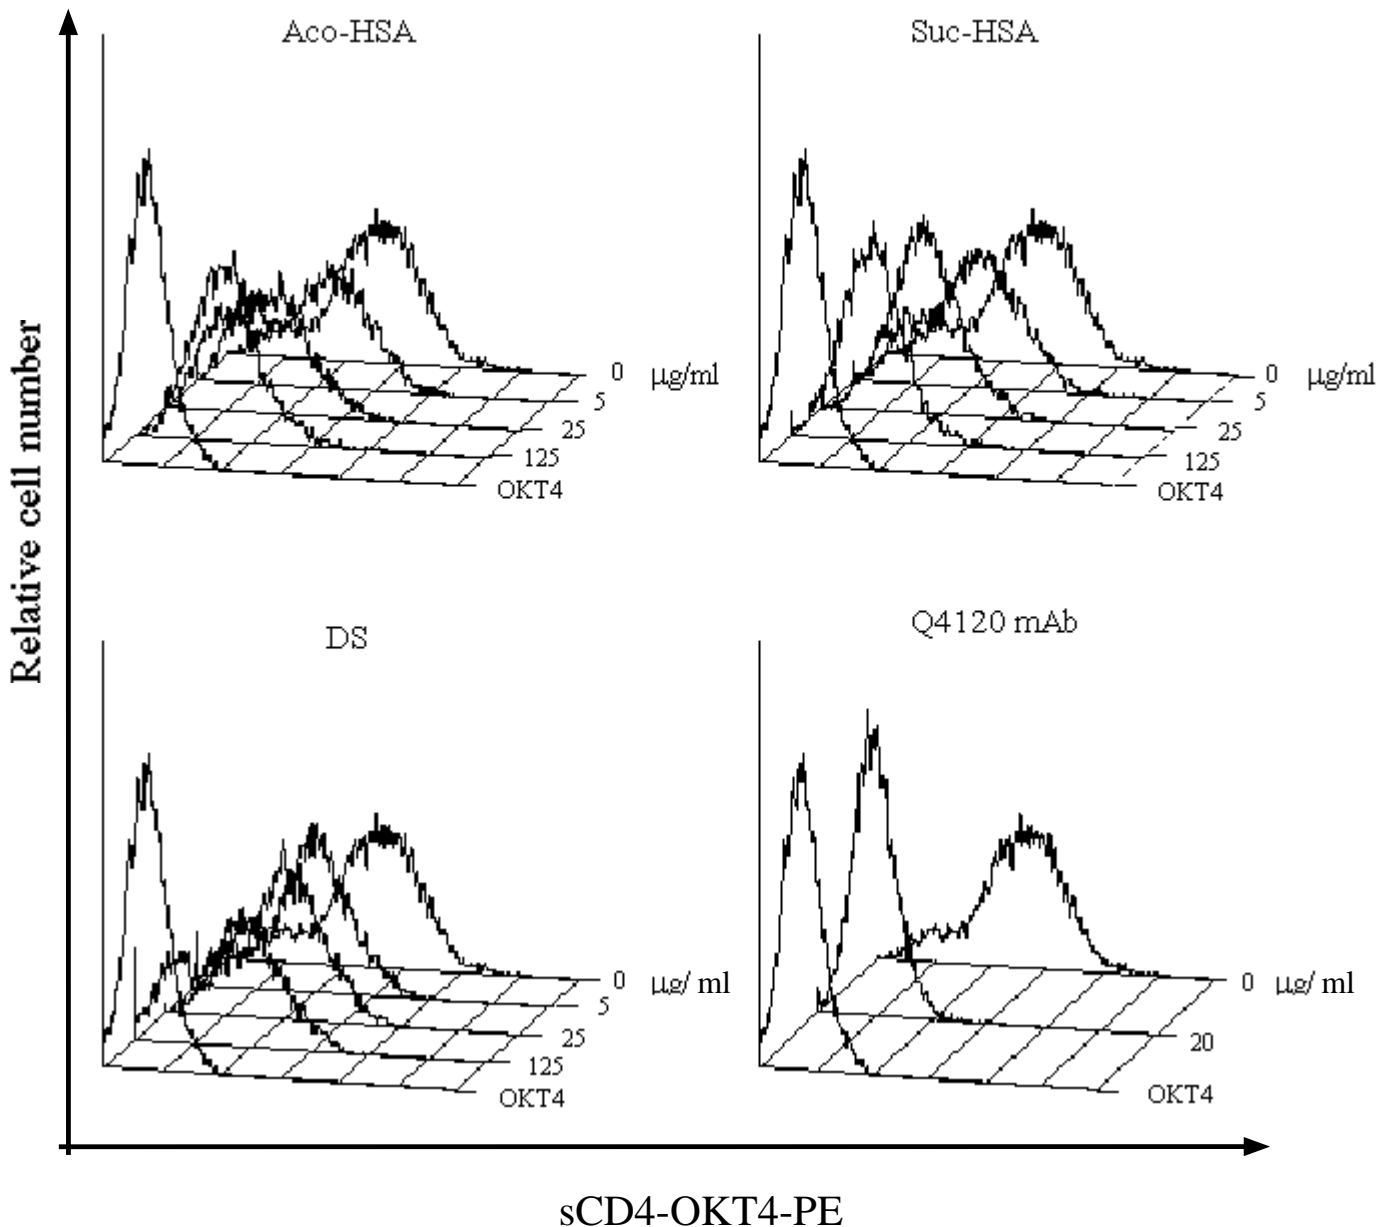 Aco-HSA
Suc-HSA
0 μg/ml
5
25
125
OKT4
0 μg/ml
5
25
125
OKT4
Relative cell number
DS
Q4120 mAb
0 μg/ ml
5
25
125
OKT4
0 μg/ ml
20
OKT4
sCD4-OKT4-PE